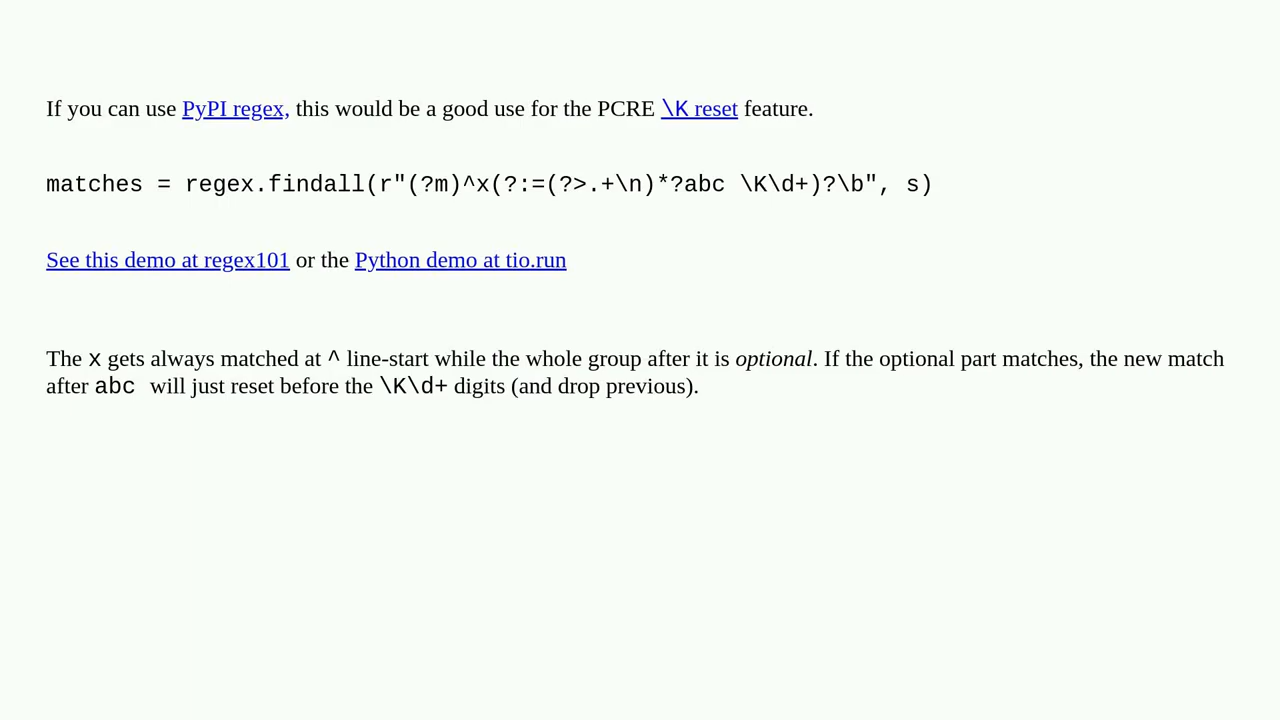 If you can use PyPI regex, this would be a good use for the PCRE \K reset feature.
matches = regex.findall(r"(?m)^x(?:=(?>.+\n)*?abc \K\d+)?\b", s)
See this demo at regex101 or the Python demo at tio.run
The x gets always matched at ^ line-start while the whole group after it is optional. If the optional part matches, the new match
after abc will just reset before the \K\d+ digits (and drop previous).